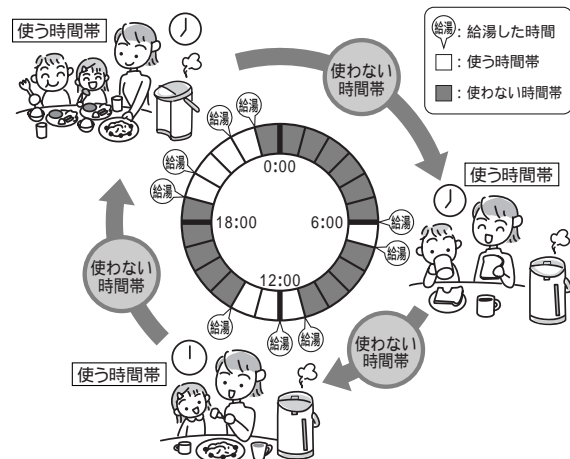 使う時間帯
使わない
時間帯
給湯 : 給湯した時間
: 使う時間帯
: 使わない時間帯
給湯
給湯
給湯
給湯
0:00
18:00
6:00
12:00
給湯
給湯
給湯
給湯
給湯
使う時間帯
使わない
時間帯
使わない
時間帯
使う時間帯